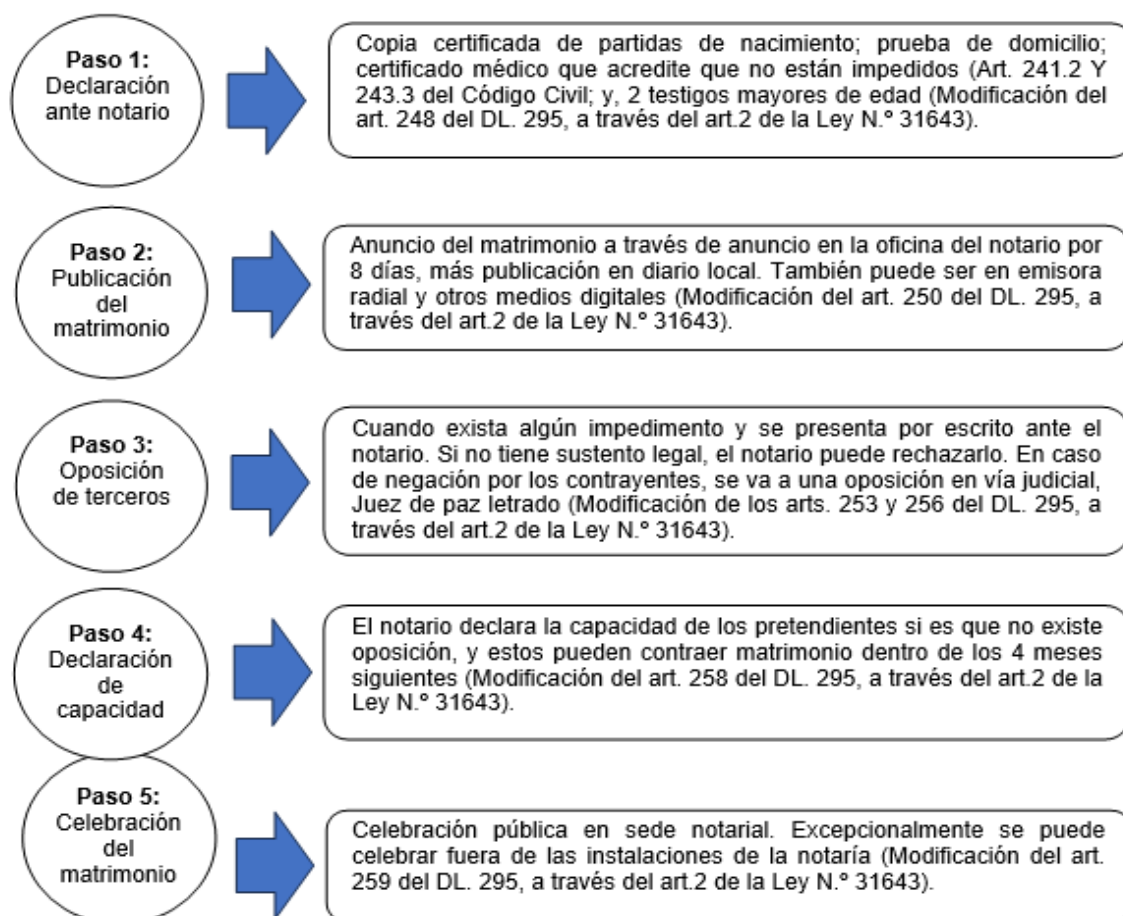 Paso 1:
Declaración
ante notario
Copia certificada de partidas de nacimiento; prueba de domicilio;
certificado médico que acredite que no están impedidos (Art. 241.2 Y
243.3 del Código Civil; y, 2 testigos mayores de edad (Modificación del
art. 248 del DL. 295, a través del art.2 de la Ley N.º 31643).
Paso 2:
Publicación
del
matrimonio
Anuncio del matrimonio a través de anuncio en la oficina del notario por
8 días, más publicación en diario local. También puede ser en emisora
radial y otros medios digitales (Modificación del art. 250 del DL. 295, a
través del art.2 de la Ley N.º 31643).
Paso 3:
Oposición
de terceros
Cuando exista algún impedimento y se presenta por escrito ante el
notario. Si no tiene sustento legal, el notario puede rechazarlo. En caso
de negación por los contrayentes, se va a una oposición en vía judicial,
Juez de paz letrado (Modificación de los arts. 253 y 256 del DL. 295, a
través del art.2 de la Ley N.º 31643).
Paso 4:
Declaración
de
capacidad
El notario declara la capacidad de los pretendientes si es que no existe
oposición, y estos pueden contraer matrimonio dentro de los 4 meses
siguientes (Modificación del art. 258 del DL. 295, a través del art.2 de la
Ley N.º 31643).
Paso 5:
Celebración
del
matrimonio
Celebración pública en sede notarial. Excepcionalmente se puede
celebrar fuera de las instalaciones de la notaría (Modificación del art.
259 del DL. 295, a través del art.2 de la Ley N.º 31643).